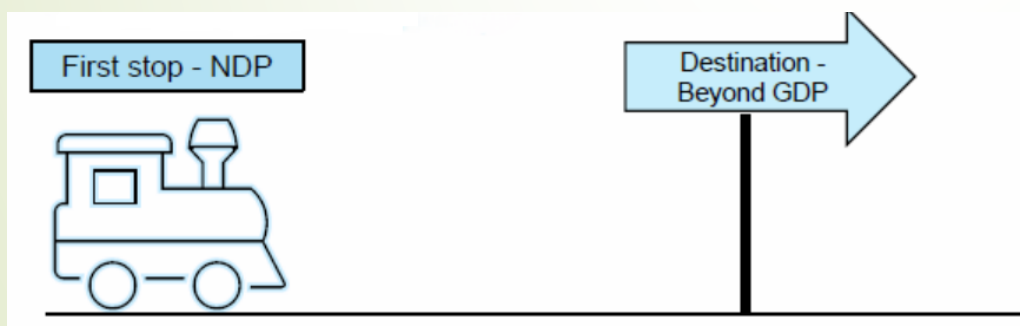 First stop - NDP
Destination -
Beyond GDP